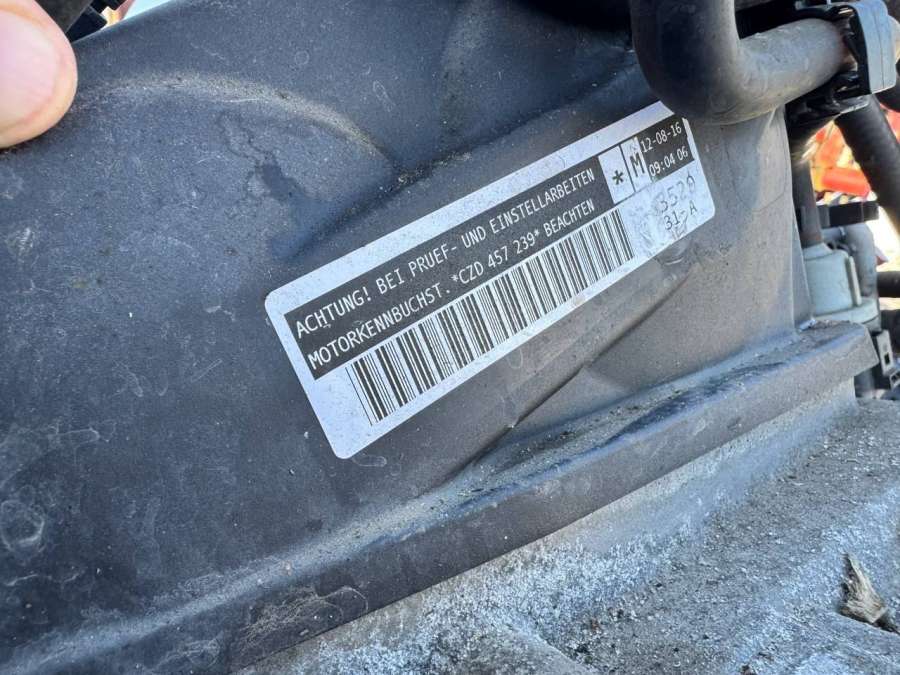 ACHTUNG! BEI PRUEF- UND EINSTELLARBEITEN
MOTORKENNBUCHST. *CZD 457 239* BEACHTEN
*
M
12-08-16
09:04 06